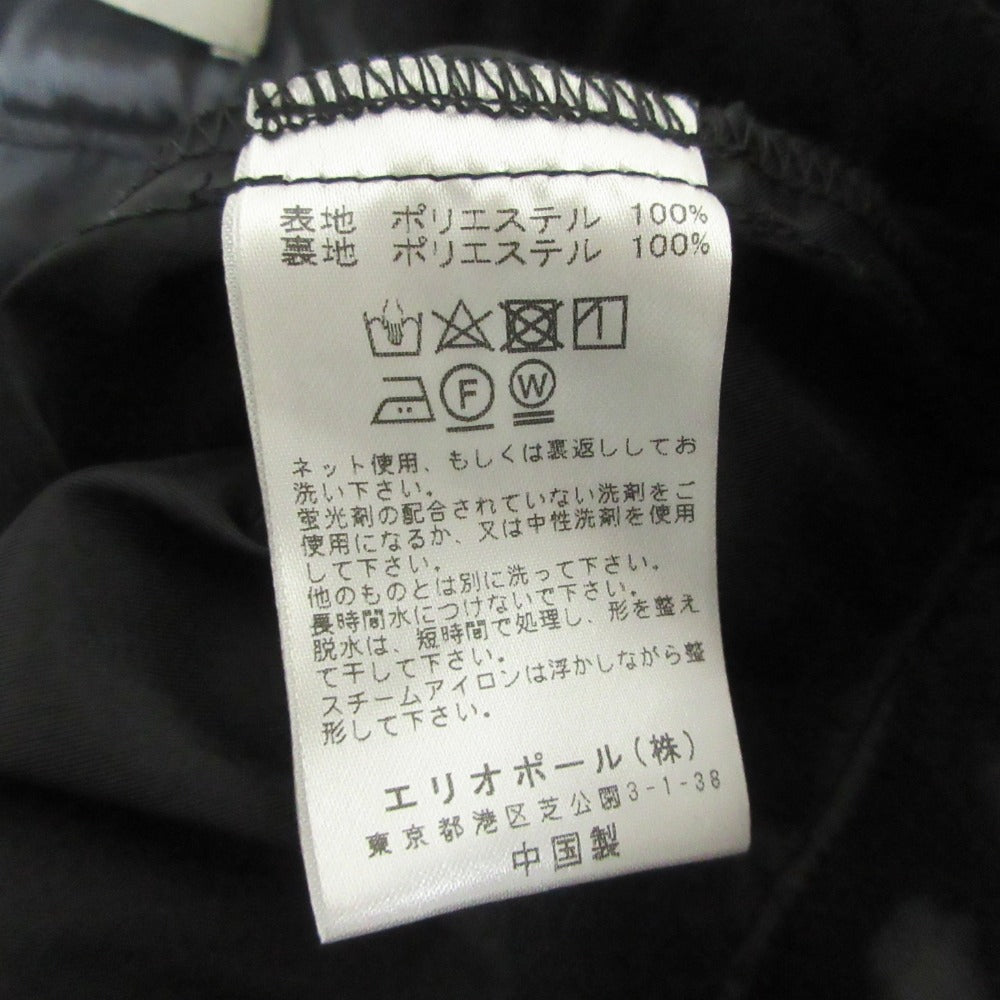 表地 ポリエステル 100%
裏地 ポリエステル 100%
F W
ネット使用、もしくは裏返ししてお
洗い下さい。
蛍光剤の配合されていない洗剤をご
使用になるか、又は中性洗剤を使用
して下さい。
他のものとは別に洗って下さい。
長時間水につけないで下さい。
脱水は、短時間で処理し、形を整え
て干して下さい。
スチームアイロンは浮かしながら整
形して下さい。
エリオポール(株)
東京都港区芝公園3-1-38
中国製